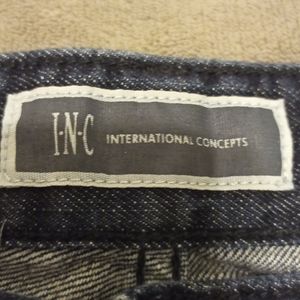 I·N·C INTERNATIONAL CONCEPTS